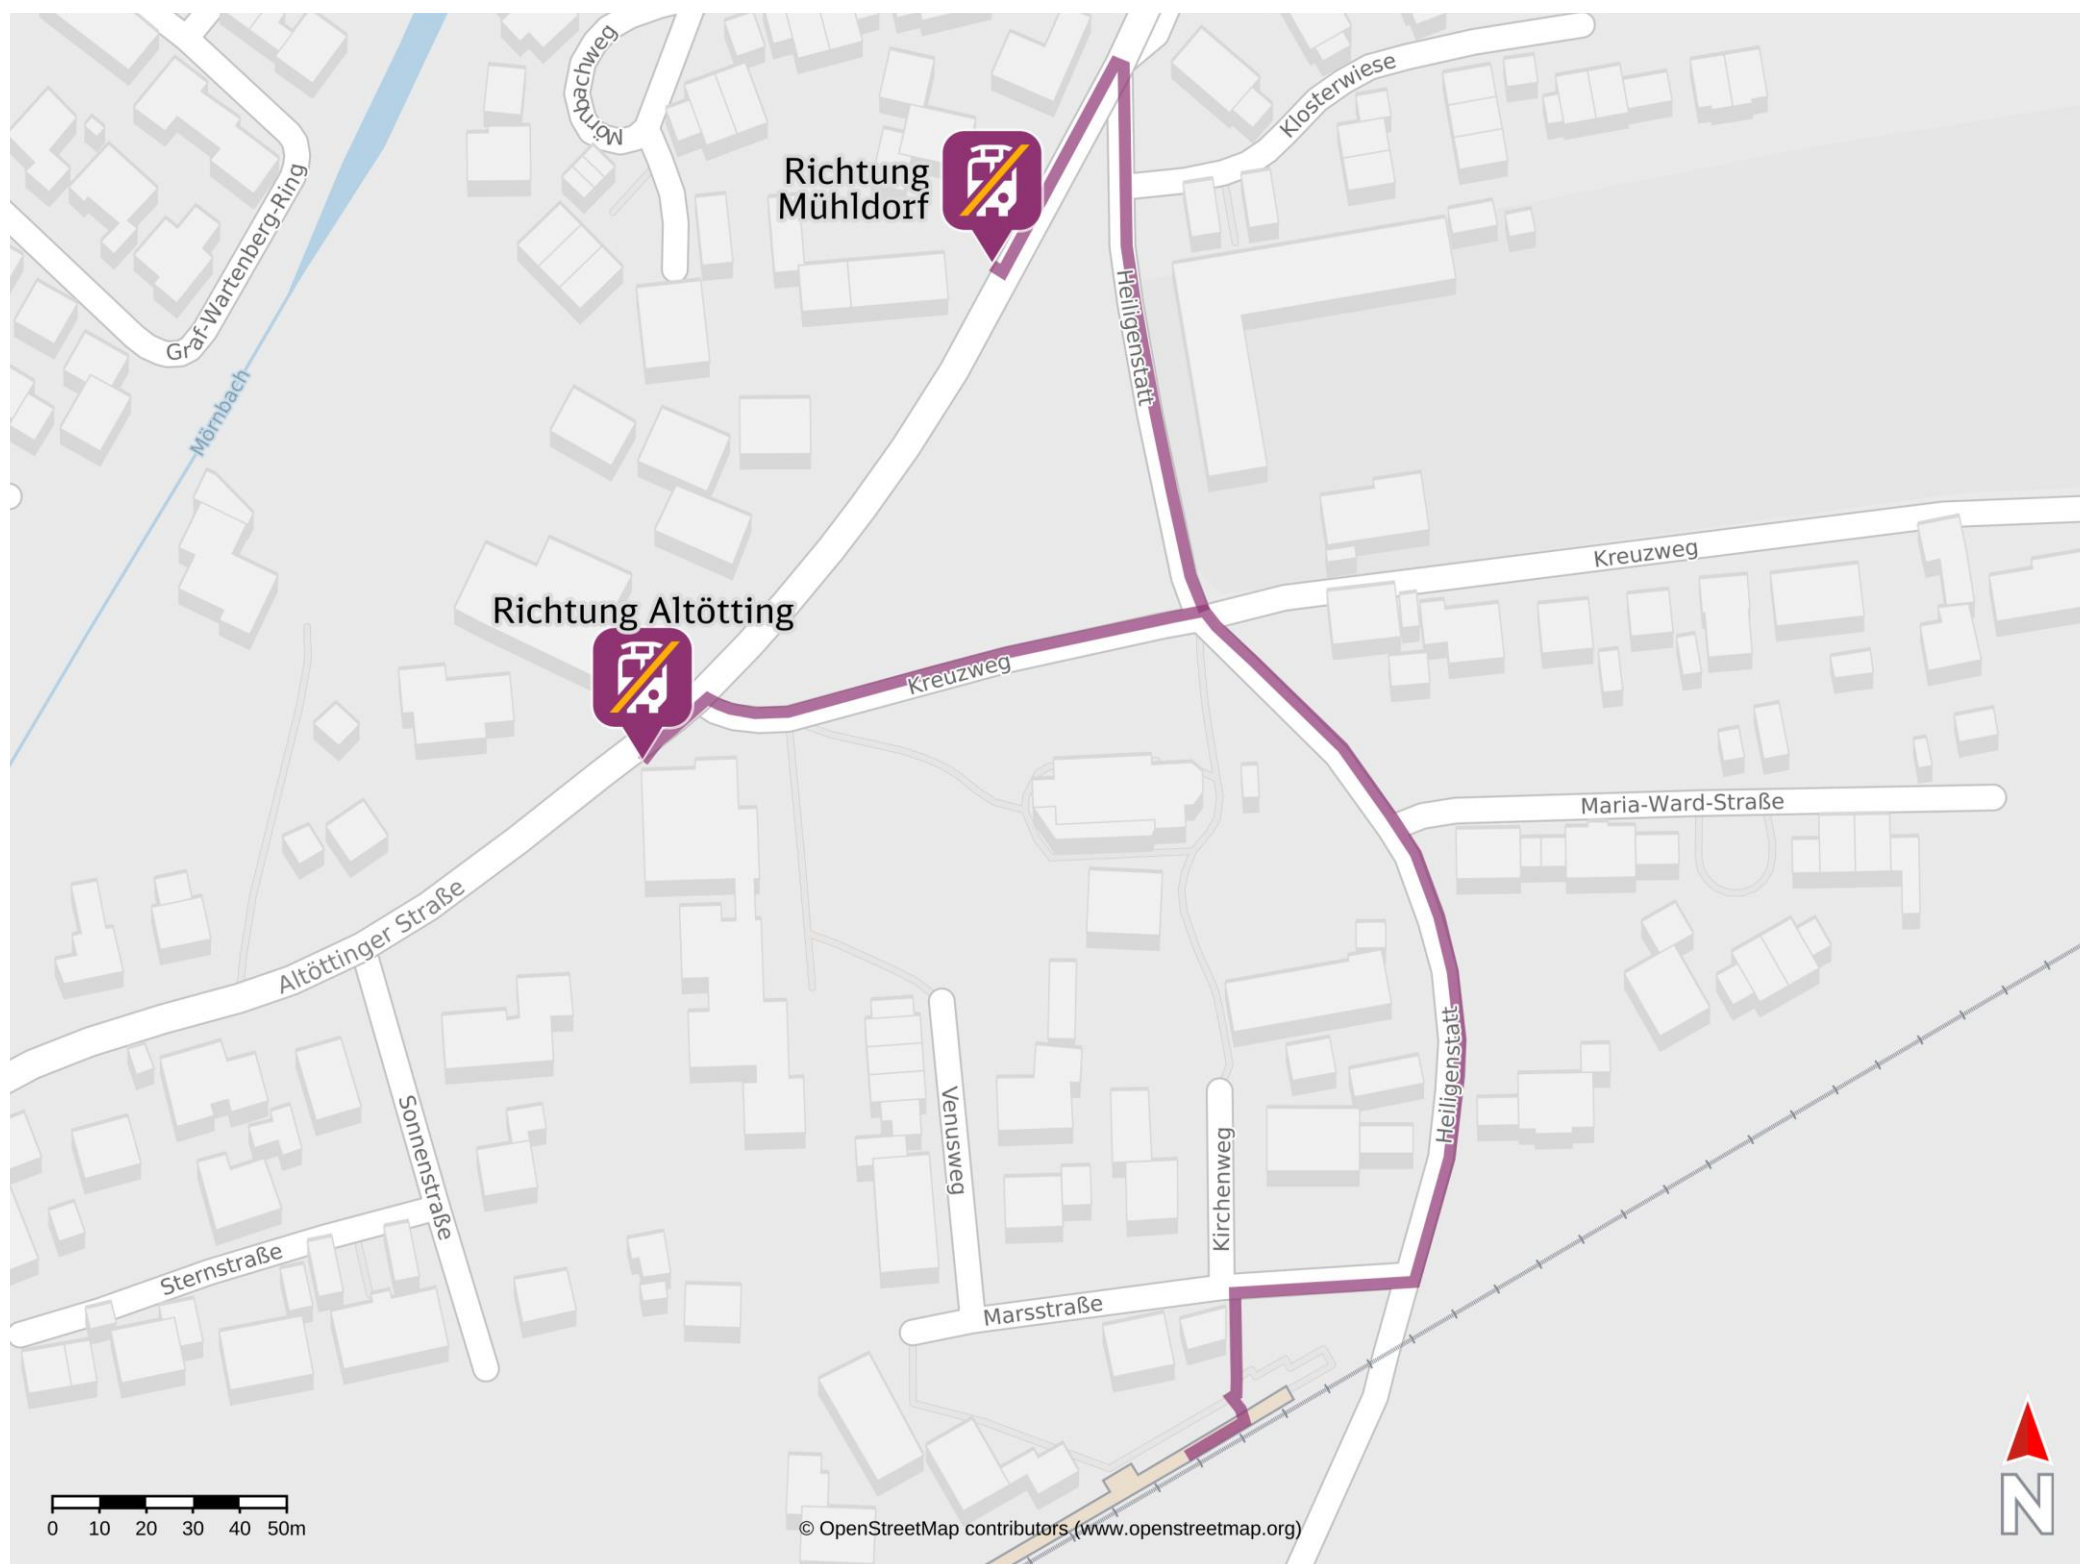 Mörnbachweg
Mörnb
Klosterwiese
Richtung
Mühldorf
Graf-Wartenberg-Ring
Heiligenstatt
Mörnbach
Kreuzweg
Richtung Altötting
Kreuzweg
Maria-Ward-Straße
Altöttinger Straße
Heiligenstatt
Venusweg
Sonnenstraße
Kirchenweg
Sternstraße
Marsstraße
0 10 20 30 40 50m
© OpenStreetMap contributors (www.openstreetmap.org)
N